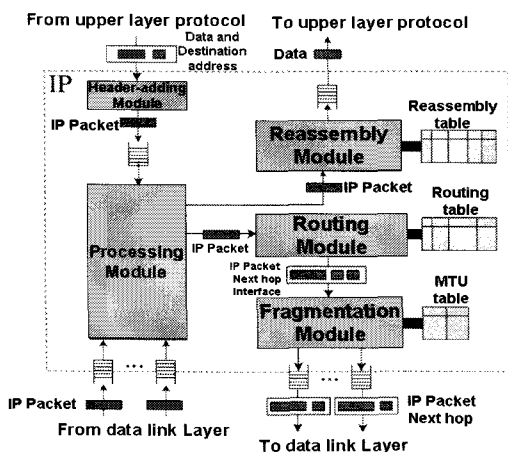 From upper layer protocol
To upper layer protocol
Data and
Destination
address
Data
IP
Header-adding
Module
IP Packet
Reassembly
table
Reassembly
Module
IP Packet
Processing
Module
IP Packet
Routing
Module
Routing
table
IP Packet
Next hop
Interface
MTU
table
Fragmentation
Module
...
...
IP Packet
From data link Layer
IP Packet
Next hop
To data link Layer